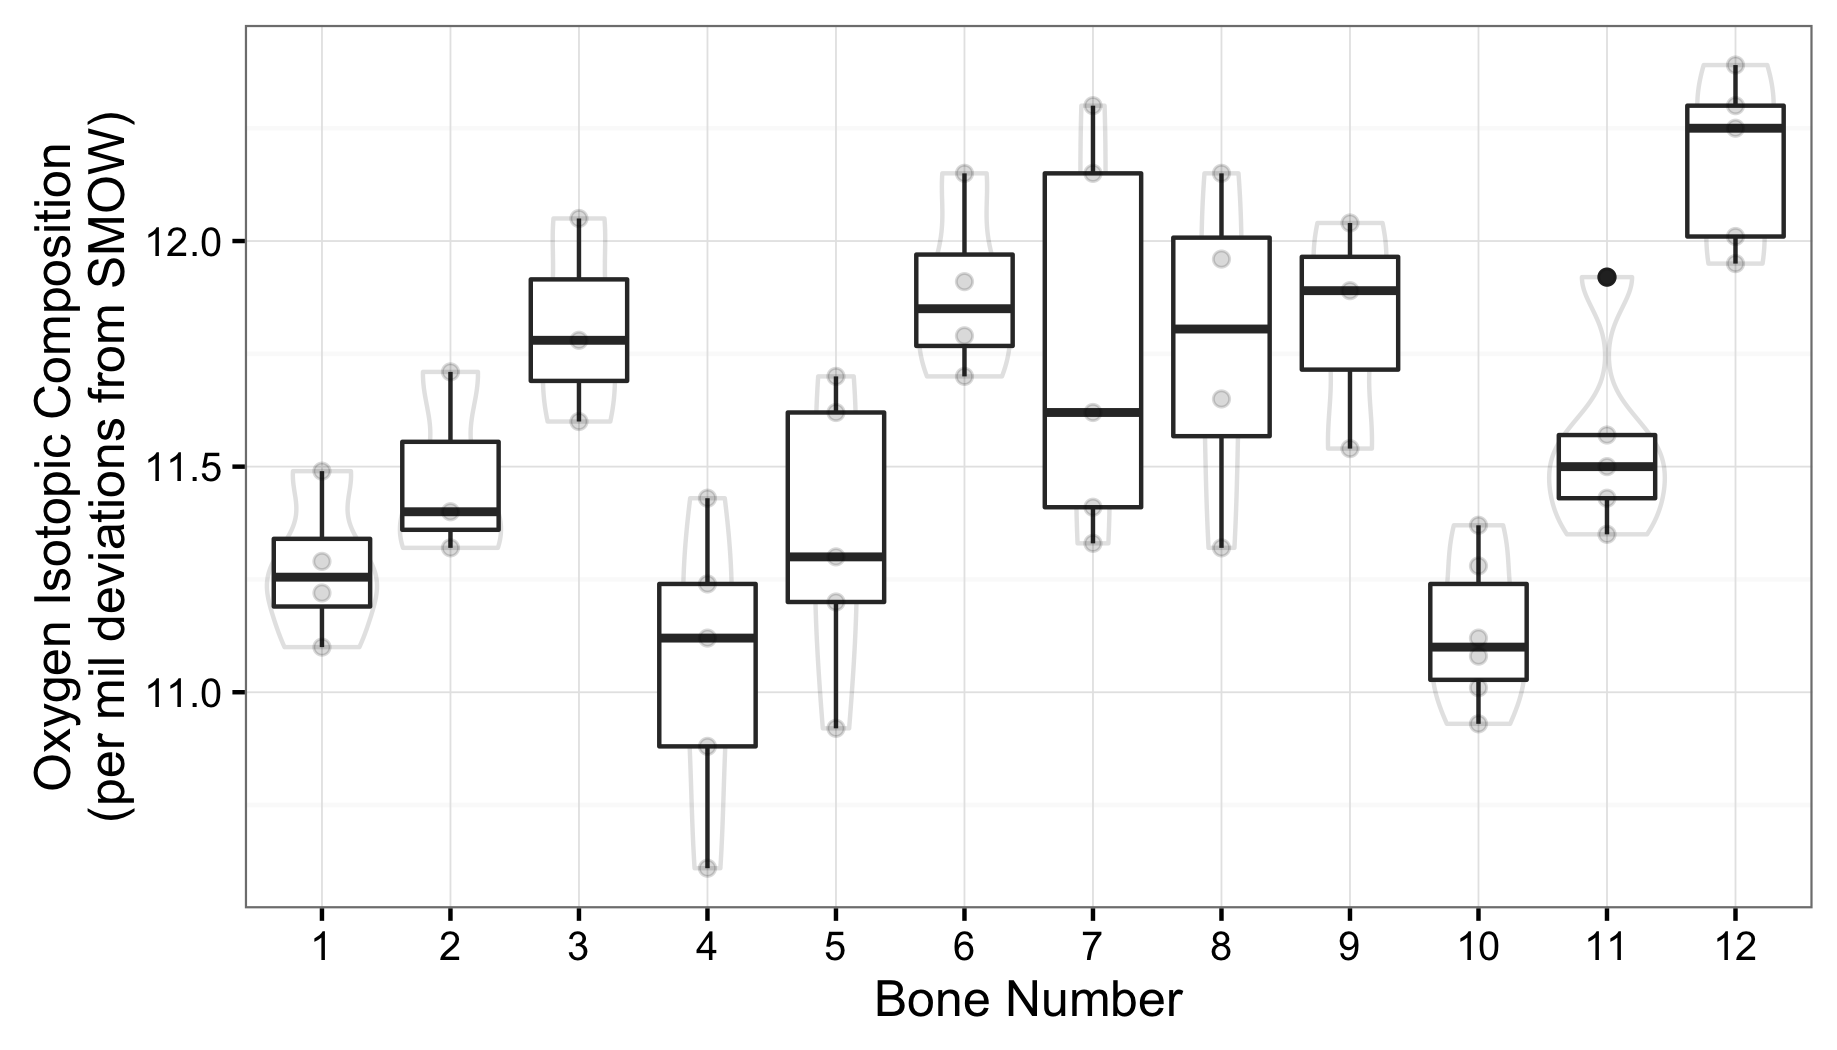 Oxygen Isotopic Composition
(per mil deviations from SMOW)
12.0
11.5
11.0
1 2 3 4 5 6 7 8 9 10 11 12
Bone Number